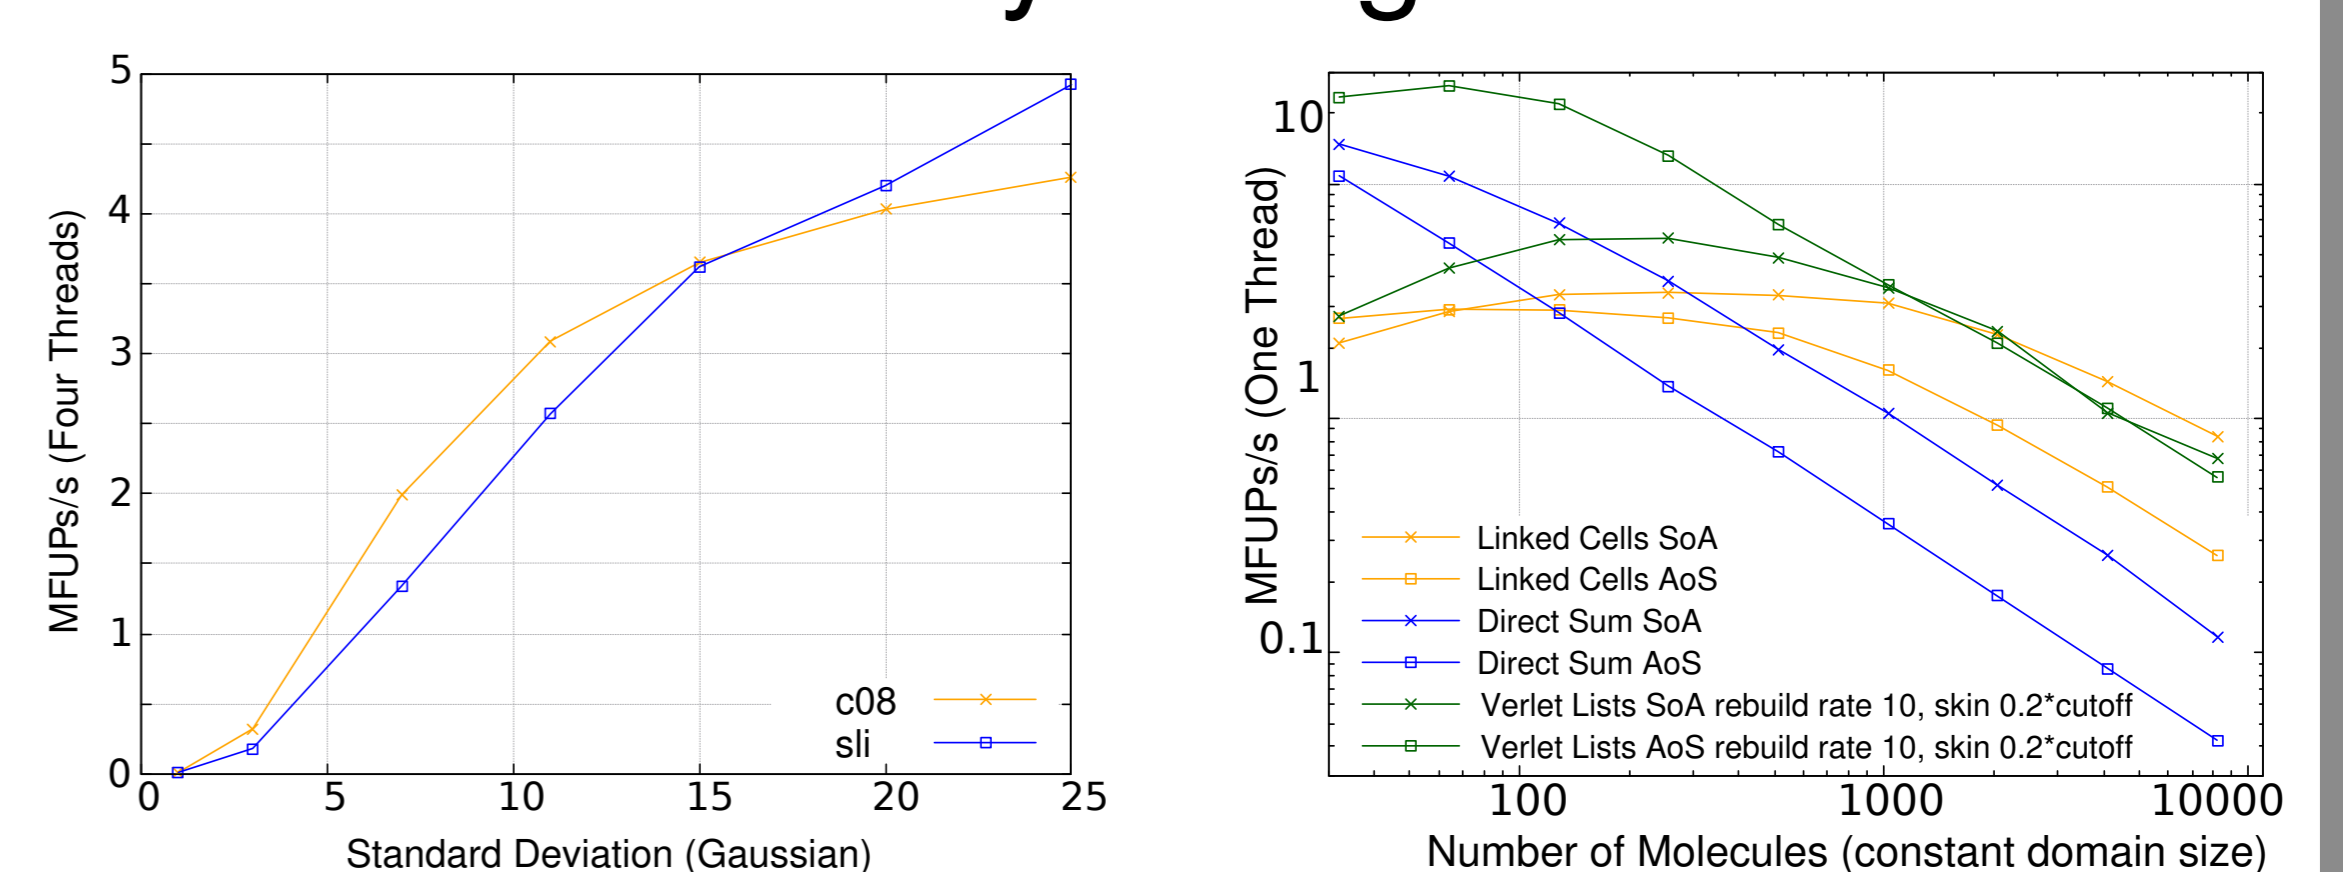 5
4
3
2
1
0
0 5 10 15 20 25
MFUPs/s (Four Threads)
Standard Deviation (Gaussian)
c08
sli
10
1
0.1
100 1000 10000
MFUPs/s (One Thread)
Number of Molecules (constant domain size)
Linked Cells SoA
Linked Cells AoS
Direct Sum SoA
Direct Sum AoS
Verlet Lists SoA rebuild rate 10, skin 0.2*cutoff
Verlet Lists AoS rebuild rate 10, skin 0.2*cutoff